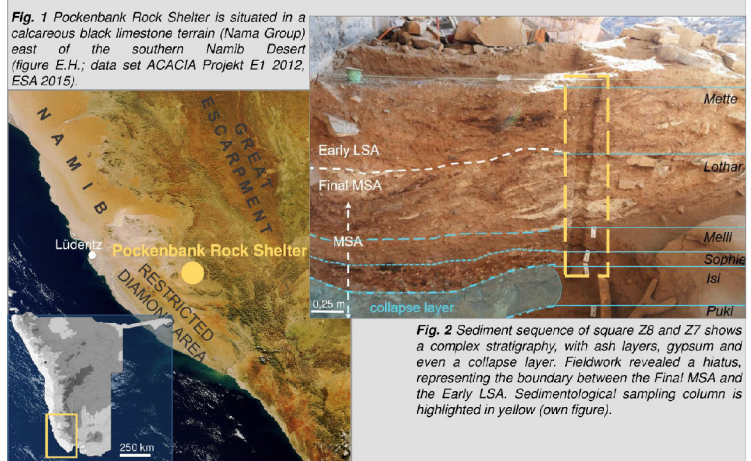 Fig. 1 Pockenbank Rock Shelter is situated in a
calcareous black limestone terrain (Nama Group)
east of the southern Namib Desert
(figure E.H.; data set ACACIA Projekt E1 2012,
ESA 2015).
NAMIB
GREAT
ESCARPMENT
Lüderitz
Pockenbank Rock Shelter
RESTRICTED
DIAMOND AREA
250 km
Mette
Early LSA
Lothar
Final MSA
MSA
Melli
Sophie
Isi
0,25 m
collapse layer
Puki
Fig. 2 Sediment sequence of square Z8 and Z7 shows
a complex stratigraphy, with ash layers, gypsum and
even a collapse layer. Fieldwork revealed a hiatus,
representing the boundary between the Final MSA and
the Early LSA. Sedimentological sampling column is
highlighted in yellow (own figure).